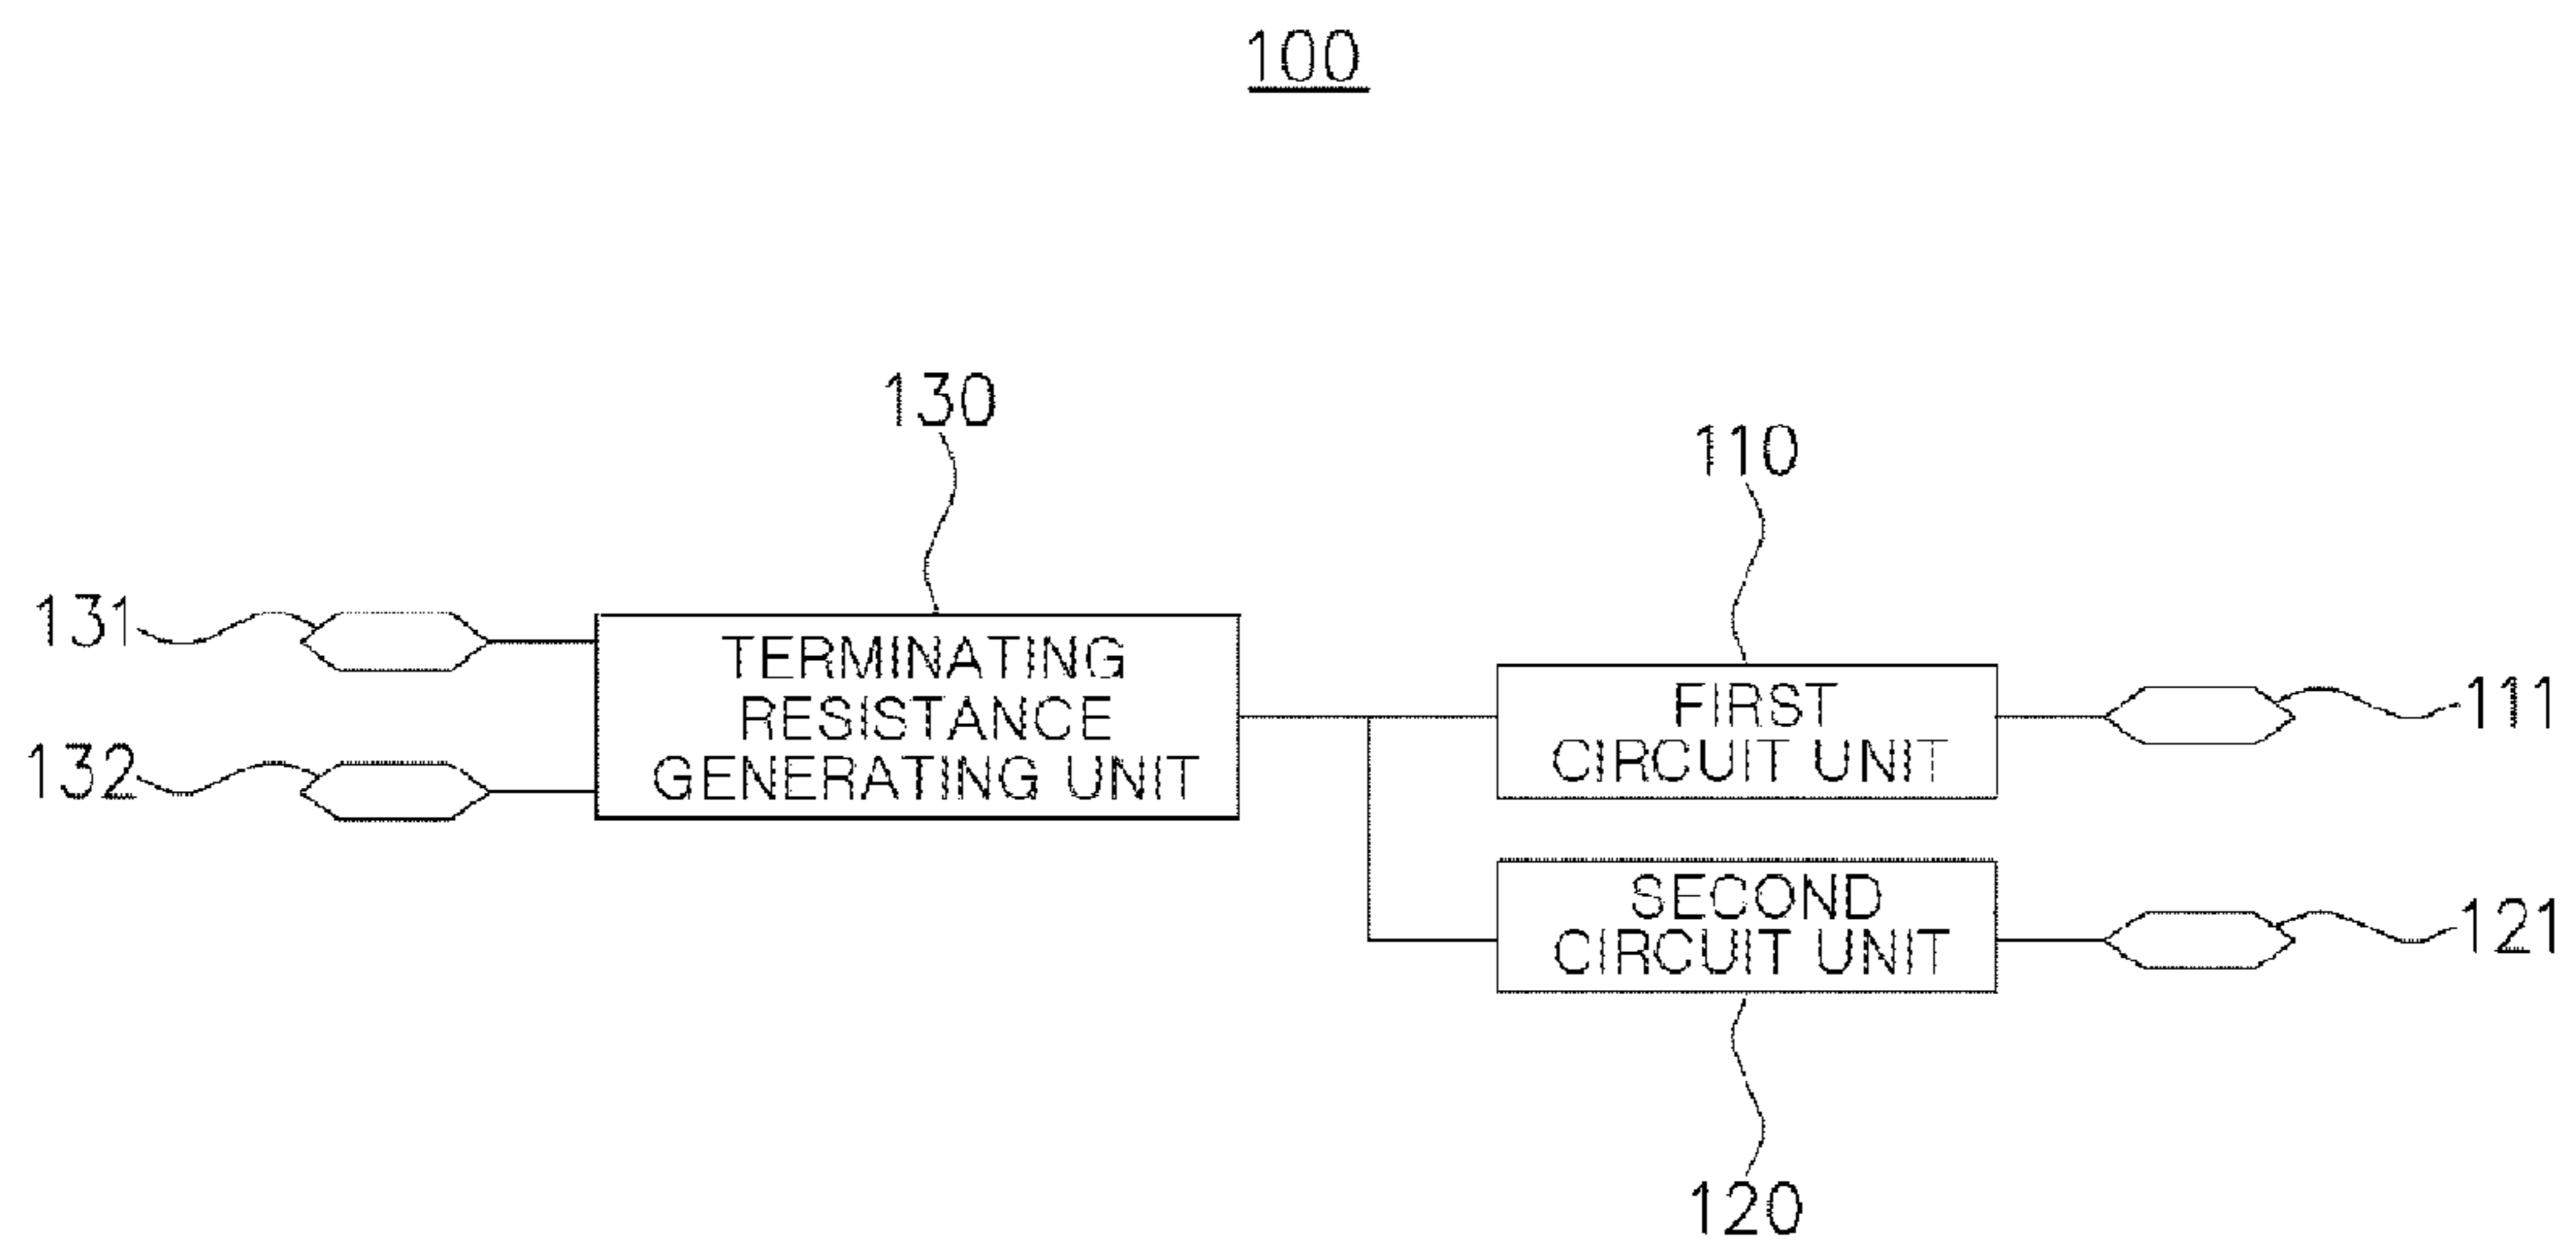 100
130
110
131
TERMINATING
RESISTANCE
GENERATING UNIT
132
FIRST
CIRCUIT UNIT
111
SECOND
CIRCUIT UNIT
121
120